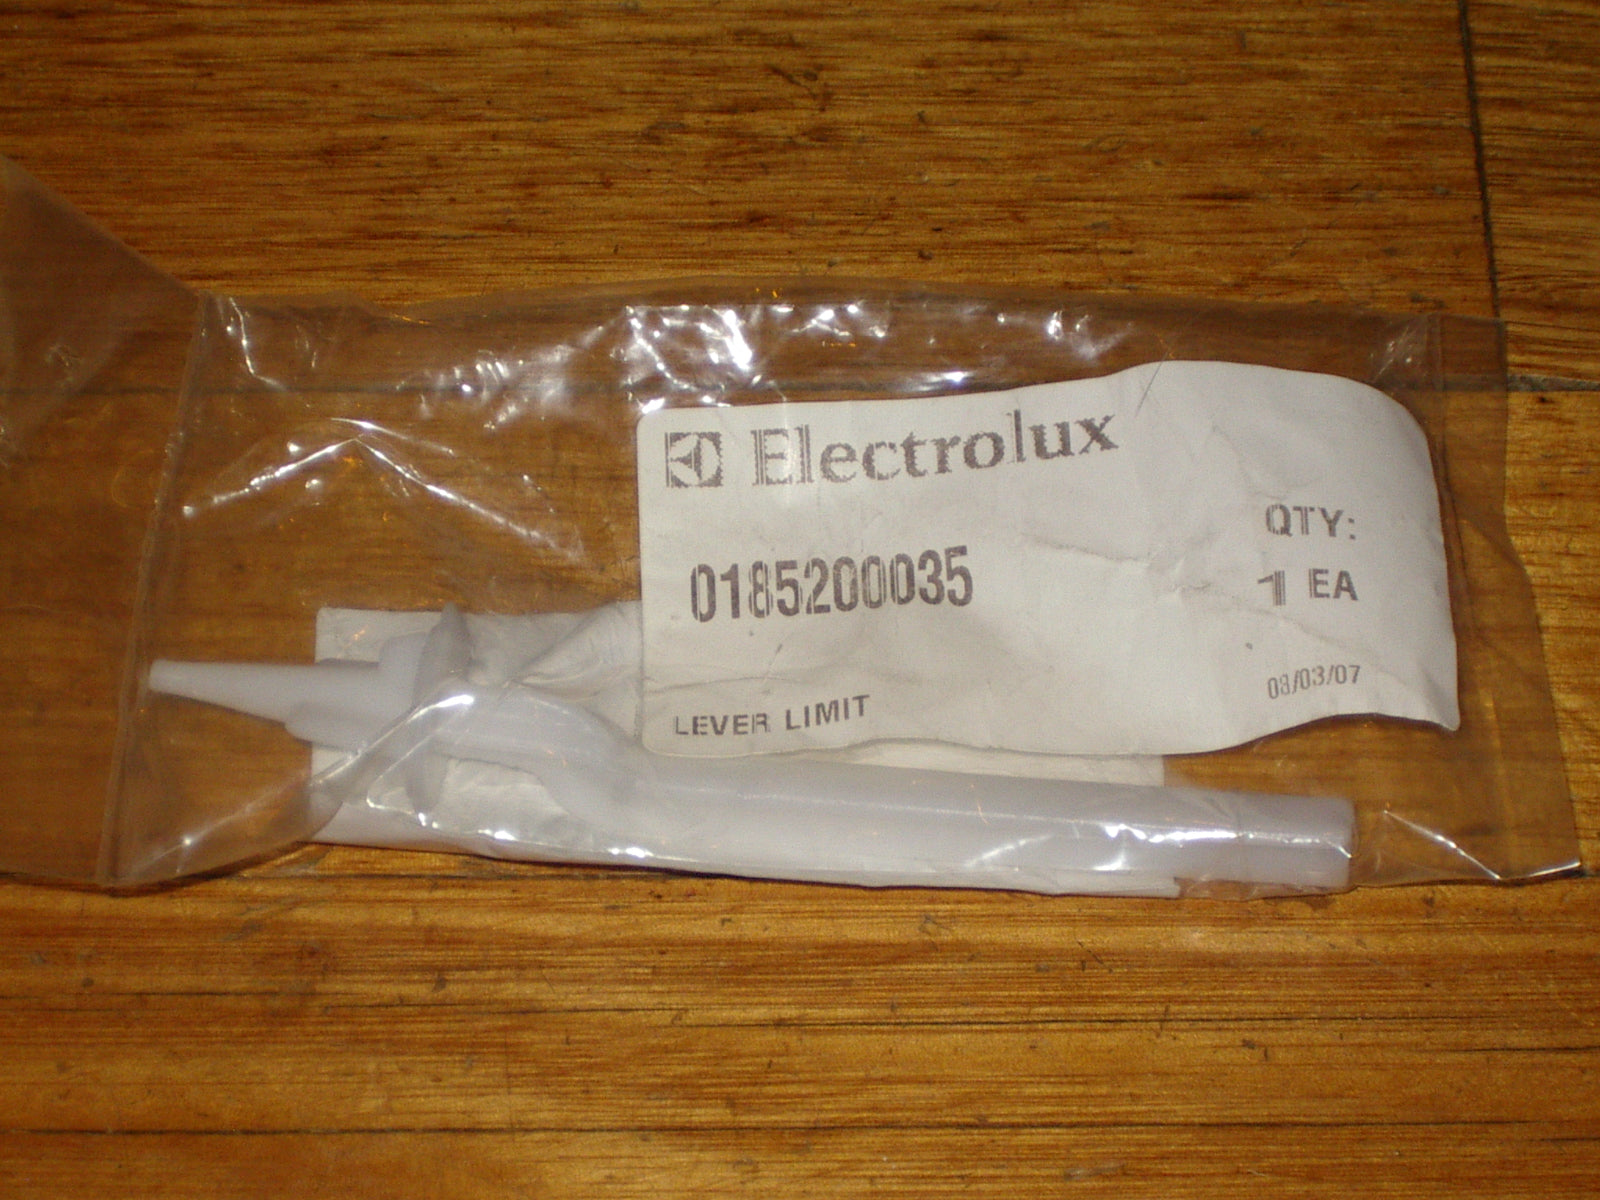 Electrolux
0185200035
QTY:
1 EA
LEVER LIMIT
08/03/07